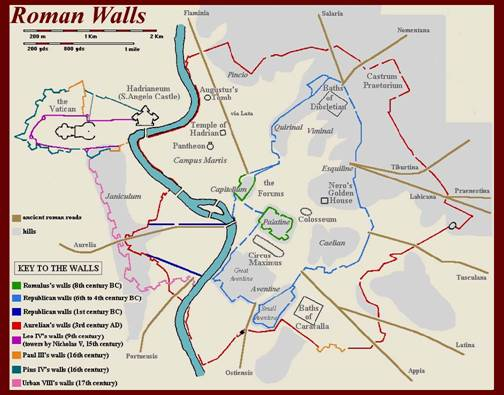 Roman Walls
200 m 1 Km 2 Km
200 yds 800 yds 1 mile
Flaminia
Salaria
Nomentana
Pincio
Castrum
Praetorium
Hadrianeum
(S.Angelo Castle)
Augustus's
Tomb
the
Vatican
Baths
of
Dioletian
via Lata
Temple of
Hadrian
Quirinal
Viminal
Pantheon
Campus Martis
Esquiline
Tiburtina
Praenestina
Labicana
Janiculum
Capitolium
the
Forums
Nero's
Golden
House
Palatine
Colosseum
ancient roman roads
hills
Aurelia
Caelian
Circus
Maximus
Great
Aventine
Aventine
Tusculana
Small
Aventine
Baths
of
Caracalla
Latina
Portuensis
Ostiensis
Appia
KEY TO THE WALLS
Romulus's walls (8th century BC)
Republican walls (6th to 4th century BC)
Republican walls (1st century BC)
Aurelian's walls (3rd century AD)
Leo IV's walls (9th century)
(towers by Nicholas V, 15th century)
Paul III's walls (16th century)
Pius IV's walls (16th century)
Urban VIII's walls (17th century)